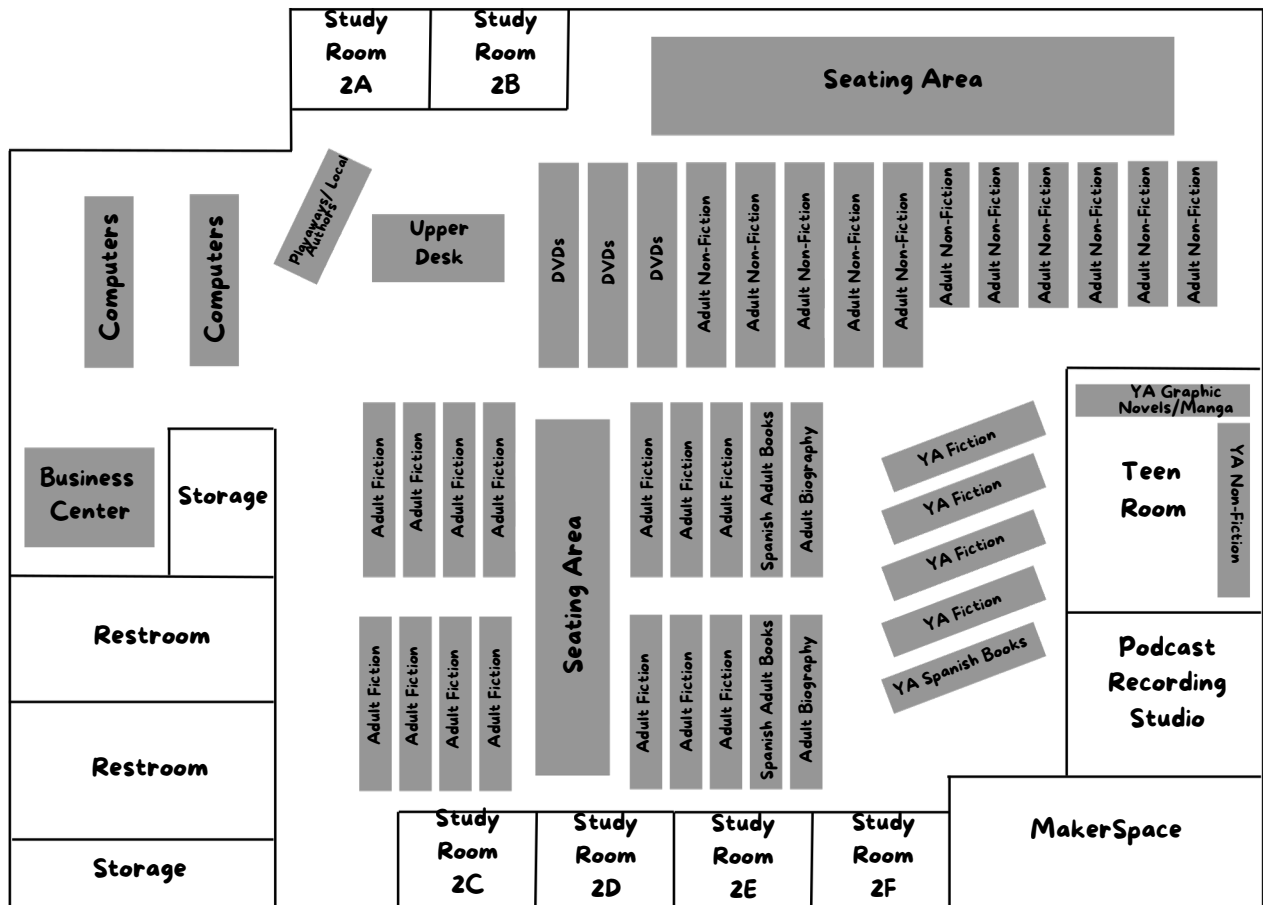 Study
Room
2A
Study
Room
2B
Seating Area
Computers
Computers
Playaways/ Local
Authors
Upper
Desk
DVDs
DVDs
DVDs
Adult Non-Fiction
Adult Non-Fiction
Adult Non-Fiction
Adult Non-Fiction
Adult Non-Fiction
Adult Non-Fiction
Adult Non-Fiction
Adult Non-Fiction
Adult Non-Fiction
Adult Non-Fiction
Adult Non-Fiction
Business
Center
Storage
Adult Fiction
Adult Fiction
Adult Fiction
Adult Fiction
Seating Area
Adult Fiction
Adult Fiction
Adult Fiction
Spanish Adult Books
Adult Biography
YA Fiction
YA Fiction
YA Fiction
YA Fiction
YA Spanish Books
YA Graphic
Novels/Manga
Teen
Room
YA Non-Fiction
Restroom
Restroom
Storage
Adult Fiction
Adult Fiction
Adult Fiction
Adult Fiction
Adult Fiction
Adult Fiction
Adult Fiction
Spanish Adult Books
Adult Biography
Podcast
Recording
Studio
Study
Room
2C
Study
Room
2D
Study
Room
2E
Study
Room
2F
MakerSpace